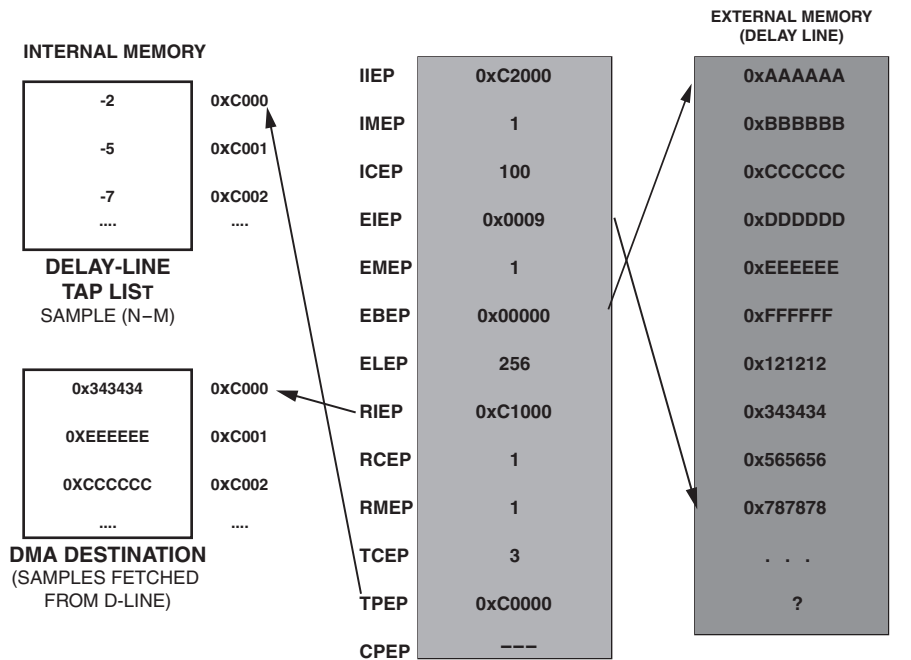 INTERNAL MEMORY
-2 0xC000
-5 0xC001
-7 0xC002
.... ....
DELAY-LINE
TAP LIST
SAMPLE (N–M)
0x343434 0xC000
0XEEEEEE 0xC001
0XCCCCCC 0xC002
.... ....
DMA DESTINATION
(SAMPLES FETCHED
FROM D-LINE)
IIEP 0xC2000
IMEP 1
ICEP 100
EIEP 0x0009
EMEP 1
EBEP 0x00000
ELEP 256
RIEP 0xC1000
RCEP 1
RMEP 1
TCEP 3
TPEP 0xC0000
CPEP –––
EXTERNAL MEMORY
(DELAY LINE)
0xAAAAAA
0xBBBBBB
0xCCCCCC
0xDDDDDD
0xEEEEEE
0xFFFFFF
0x121212
0x343434
0x565656
0x787878
. . .
?